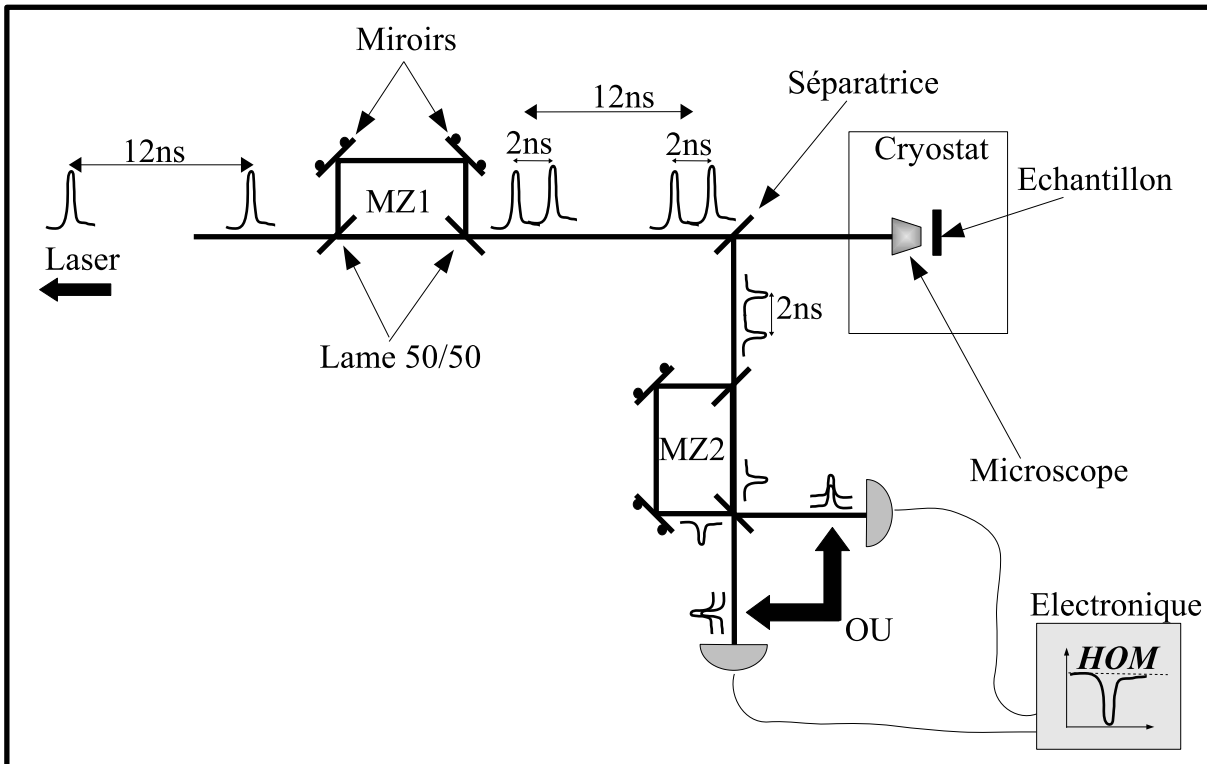 Miroirs
12ns
Séparatrice
12ns
2ns
2ns
Cryostat
Echantillon
MZ1
Laser
Lame 50/50
2ns
MZ2
Microscope
OU
Electronique
HOM